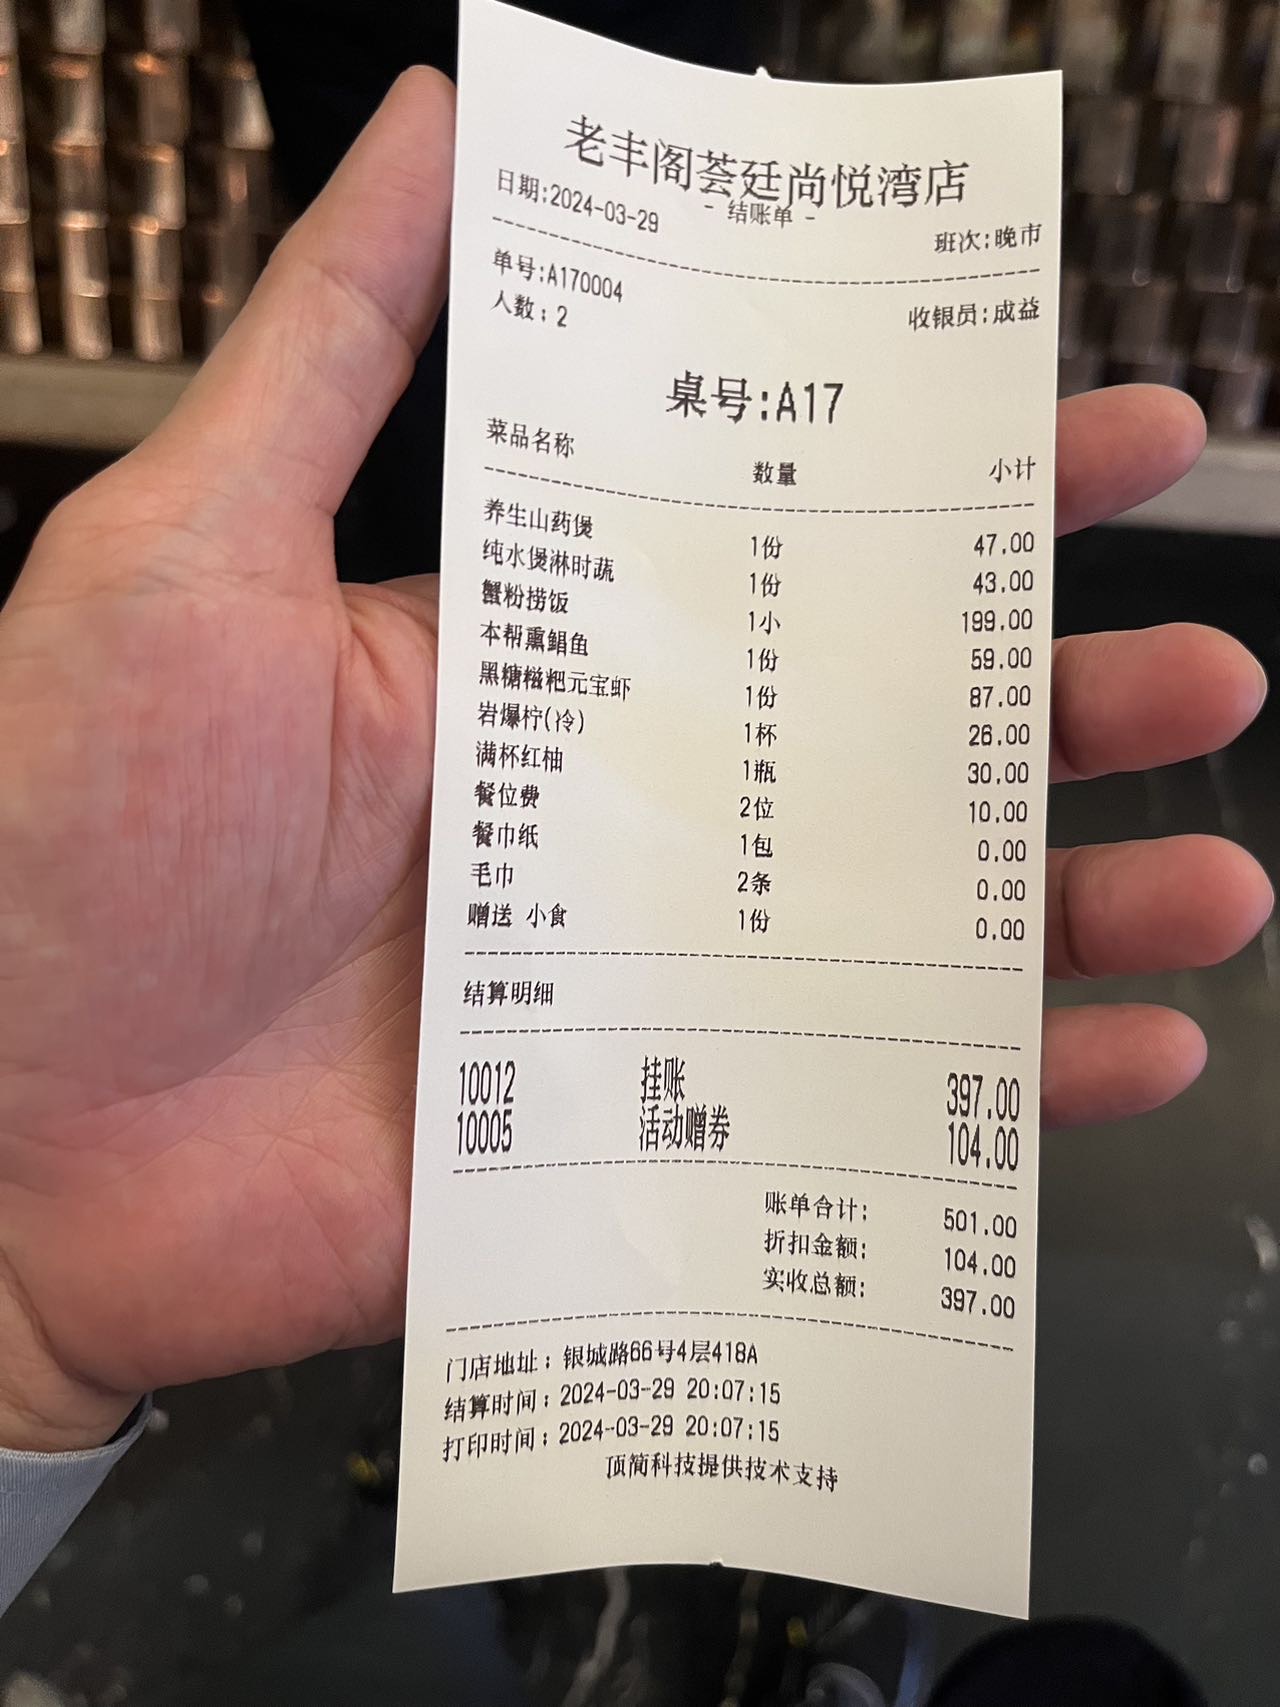 老丰阁荟廷尚悦湾店
- 结账单 -
日期:2024-03-29 班次:晚市
单号:A170004
人数：2 收银员:成益
桌号:A17
菜品名称 数量 小计
养生山药煲 1份 47.00
纯水煲淋时蔬 1份 43.00
蟹粉捞饭 1小 199.00
本帮熏鲳鱼 1份 59.00
黑糖糍粑元宝虾 1份 87.00
岩爆柠(冷) 1杯 26.00
满杯红柚 1瓶 30.00
餐位费 2位 10.00
餐巾纸 1包 0.00
毛巾 2条 0.00
赠送 小食 1份 0.00
结算明细
10012 挂账 397.00
10005 活动赠券 104.00
账单合计: 501.00
折扣金额: 104.00
实收总额: 397.00
门店地址：银城路66号4层418A
结算时间：2024-03-29 20:07:15
打印时间：2024-03-29 20:07:15
顶简科技提供技术支持